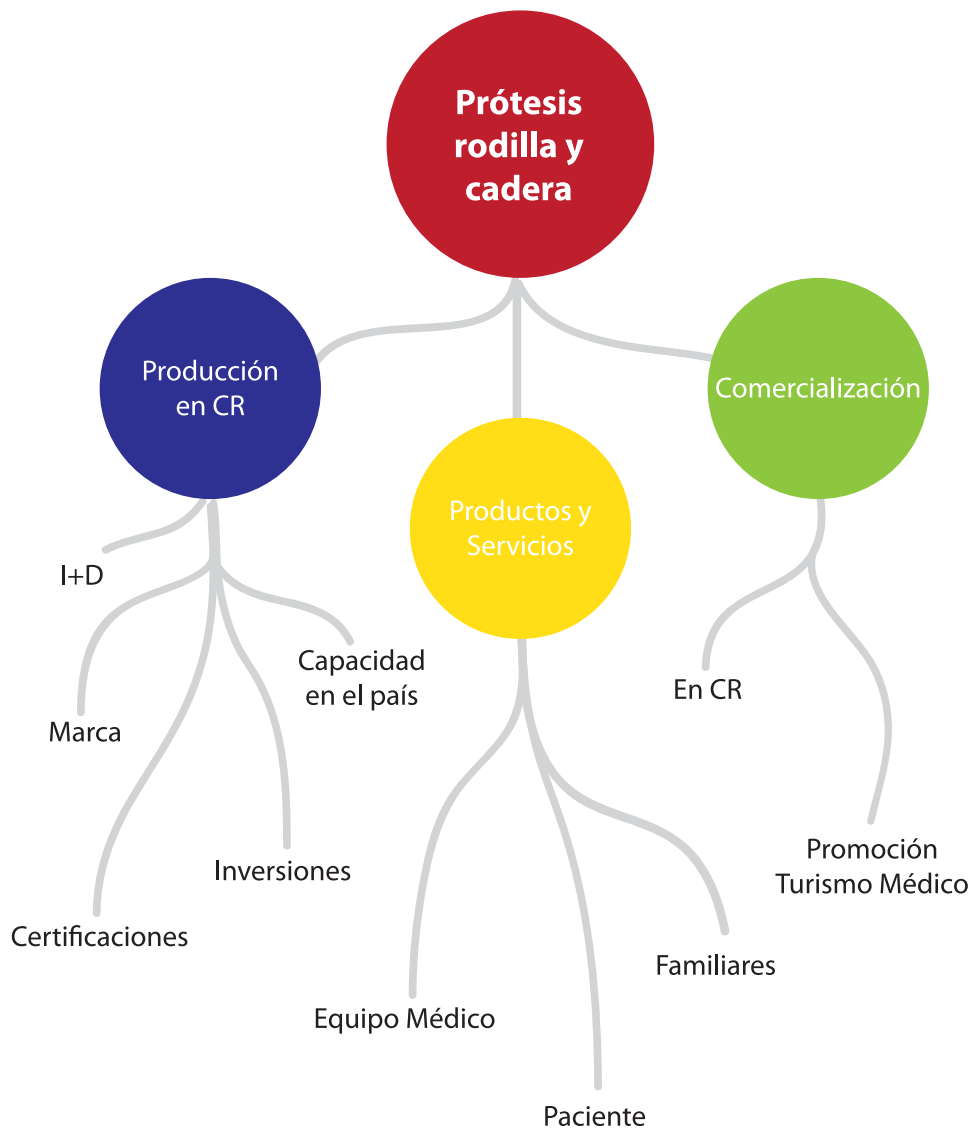 Prótesis
rodilla y
cadera
Producción
en CR
Comercialización
Productos y
Servicios
I+D
Marca
Certificaciones
Inversiones
Capacidad
en el país
Equipo Médico
Paciente
Familiares
En CR
Promoción
Turismo Médico